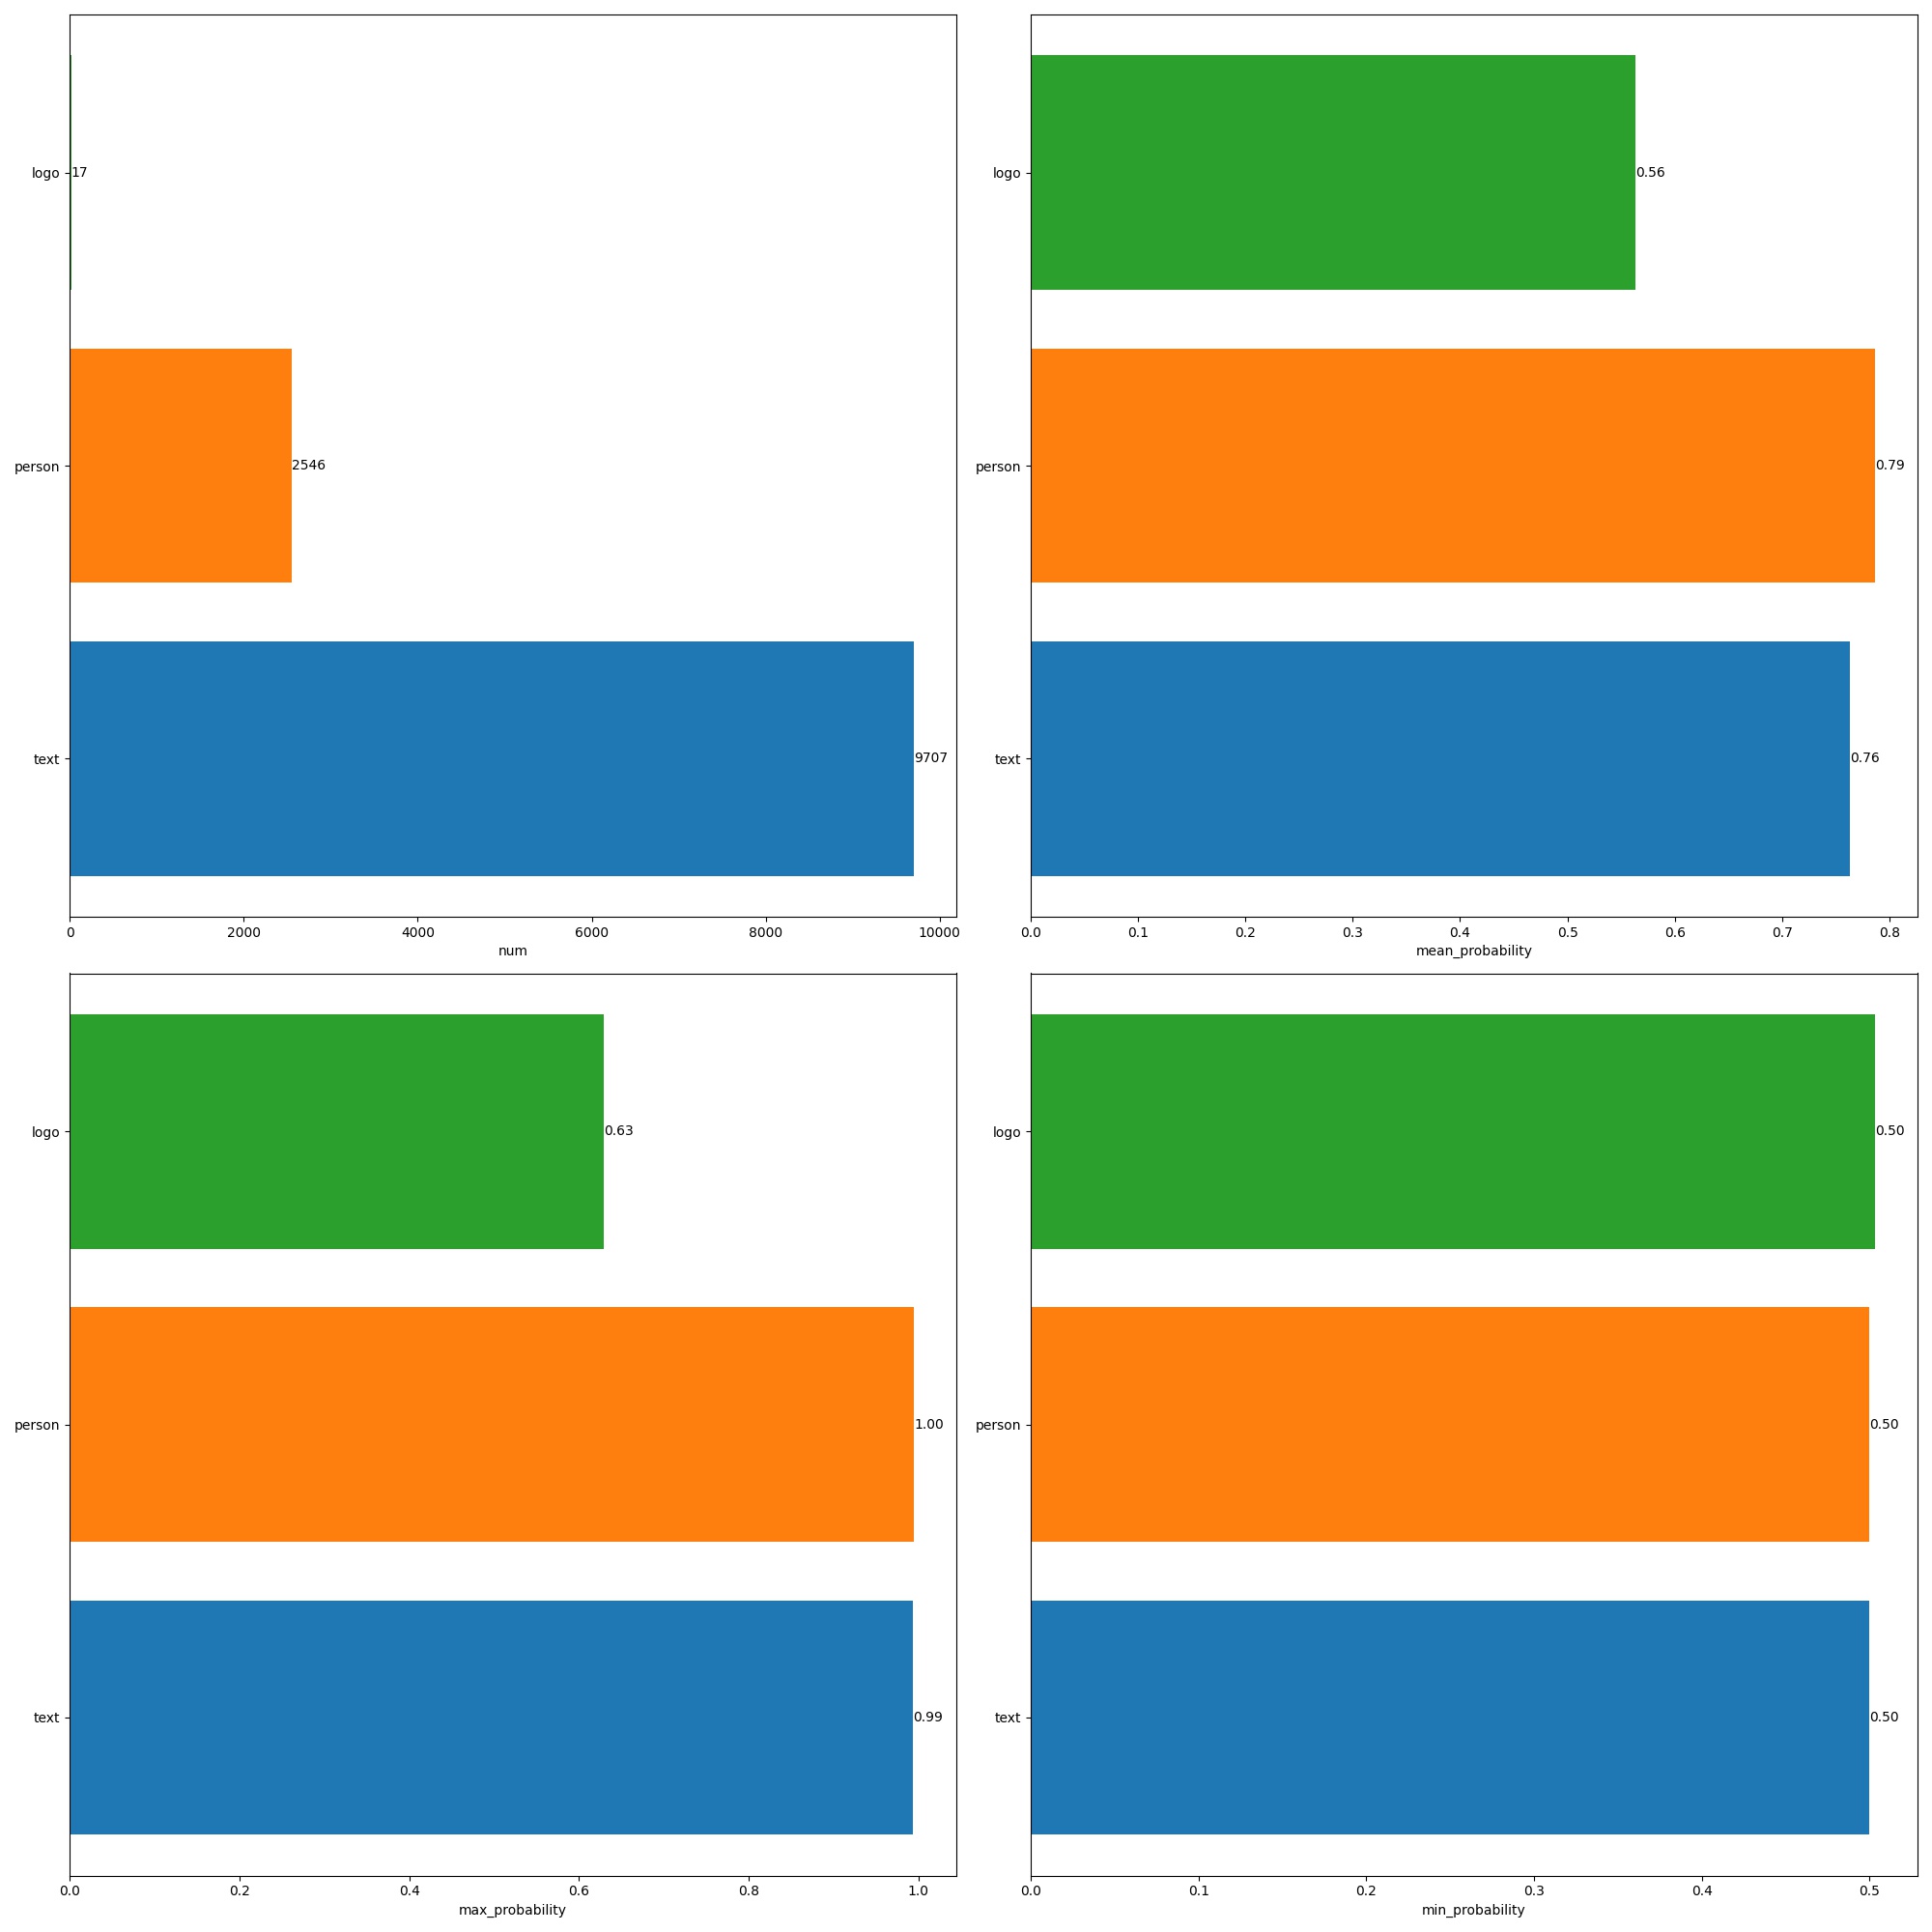 logo
17
person
2546
text
9707
0 2000 4000 6000 8000 10000
num
logo
0.56
person
0.79
text
0.76
0.0 0.1 0.2 0.3 0.4 0.5 0.6 0.7 0.8
mean_probability
logo
0.63
person
1.00
text
0.99
0.0 0.2 0.4 0.6 0.8 1.0
max_probability
logo
0.50
person
0.50
text
0.50
0.0 0.1 0.2 0.3 0.4 0.5
min_probability